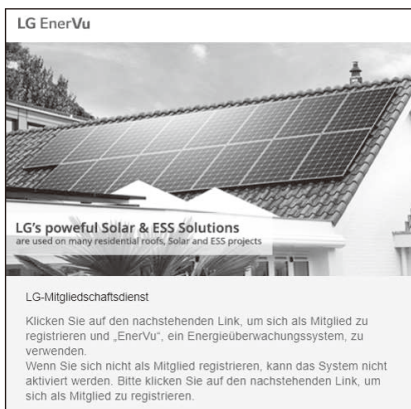 LG EnerVu
LG's poweful Solar & ESS Solutions
are used on many residential roofs, Solar and ESS projects
LG-Mitgliedschaftsdienst
Klicken Sie auf den nachstehenden Link, um sich als Mitglied zu
registrieren und „EnerVu“, ein Energieüberwachungssystem, zu
verwenden.
Wenn Sie sich nicht als Mitglied registrieren, kann das System nicht
aktiviert werden. Bitte klicken Sie auf den nachstehenden Link, um
sich als Mitglied zu registrieren.